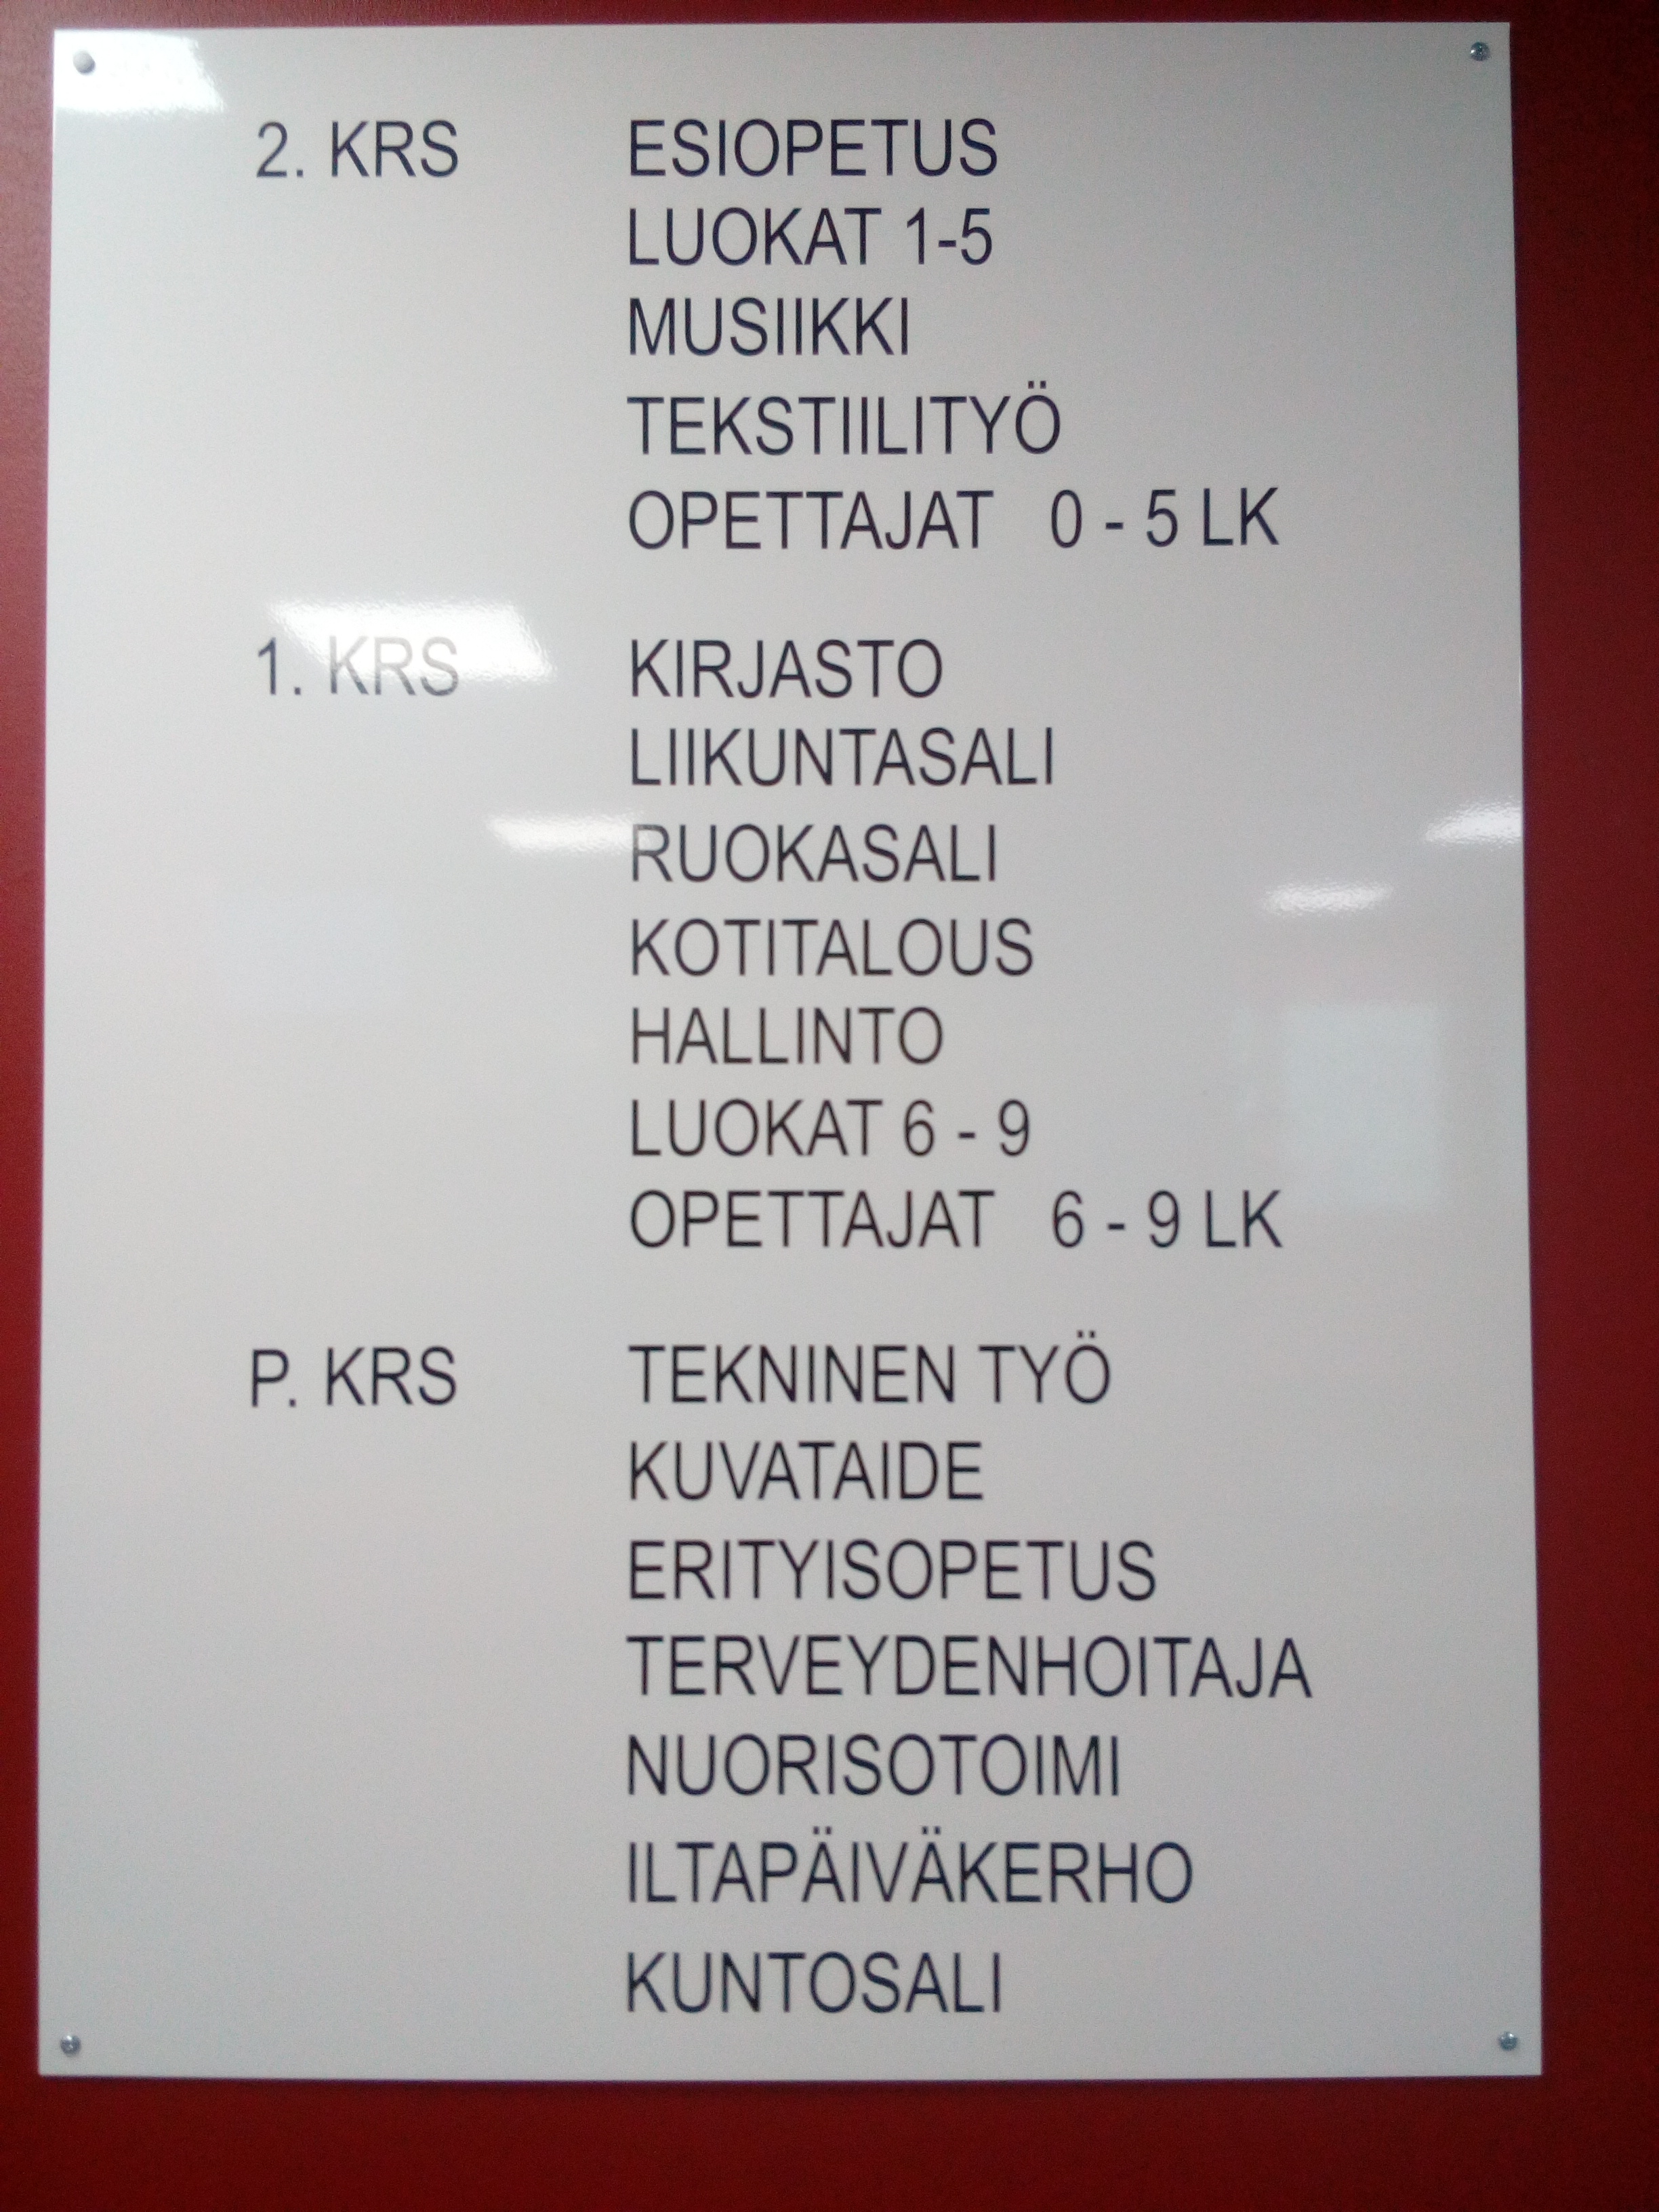 2. KRS ESIOPETUS
LUOKAT 1-5
MUSIIKKI
TEKSTIILITYÖ
OPETTAJAT 0 - 5 LK
1. KRS KIRJASTO
LIIKUNTASALI
RUOKASALI
KOTITALOUS
HALLINTO
LUOKAT 6 - 9
OPETTAJAT 6 - 9 LK
P. KRS TEKNINEN TYÖ
KUVATAIDE
ERITYISOPETUS
TERVEYDENHOITAJA
NUORISOTOIMI
ILTAPÄIVÄKERHO
KUNTOSALI